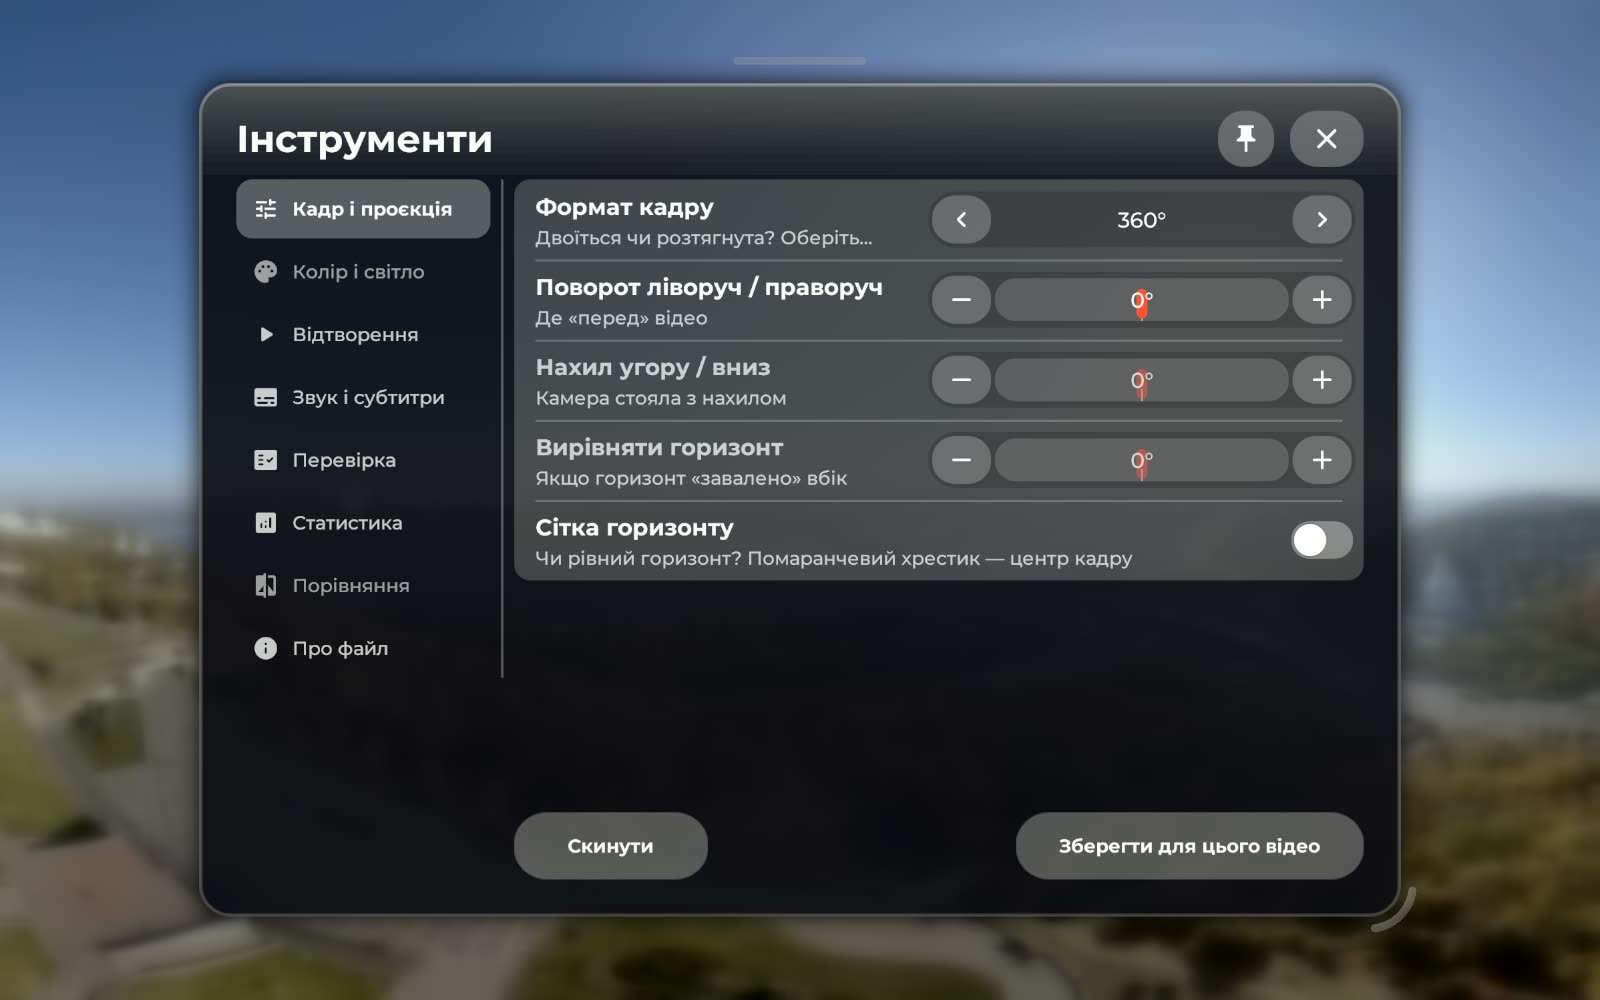 Інструменти
Кадр і проєкція
Колір і світло
Відтворення
Звук і субтитри
Перевірка
Статистика
Порівняння
Про файл
Формат кадру
Двоїться чи розтягнута? Оберіть...
360°
Поворот ліворуч / праворуч
Де «перед» відео
0°
Нахил угору / вниз
Камера стояла з нахилом
0°
Вирівняти горизонт
Якщо горизонт «завалено» вбік
0°
Сітка горизонту
Чи рівний горизонт? Помаранчевий хрестик — центр кадру
Скинути
Зберегти для цього відео